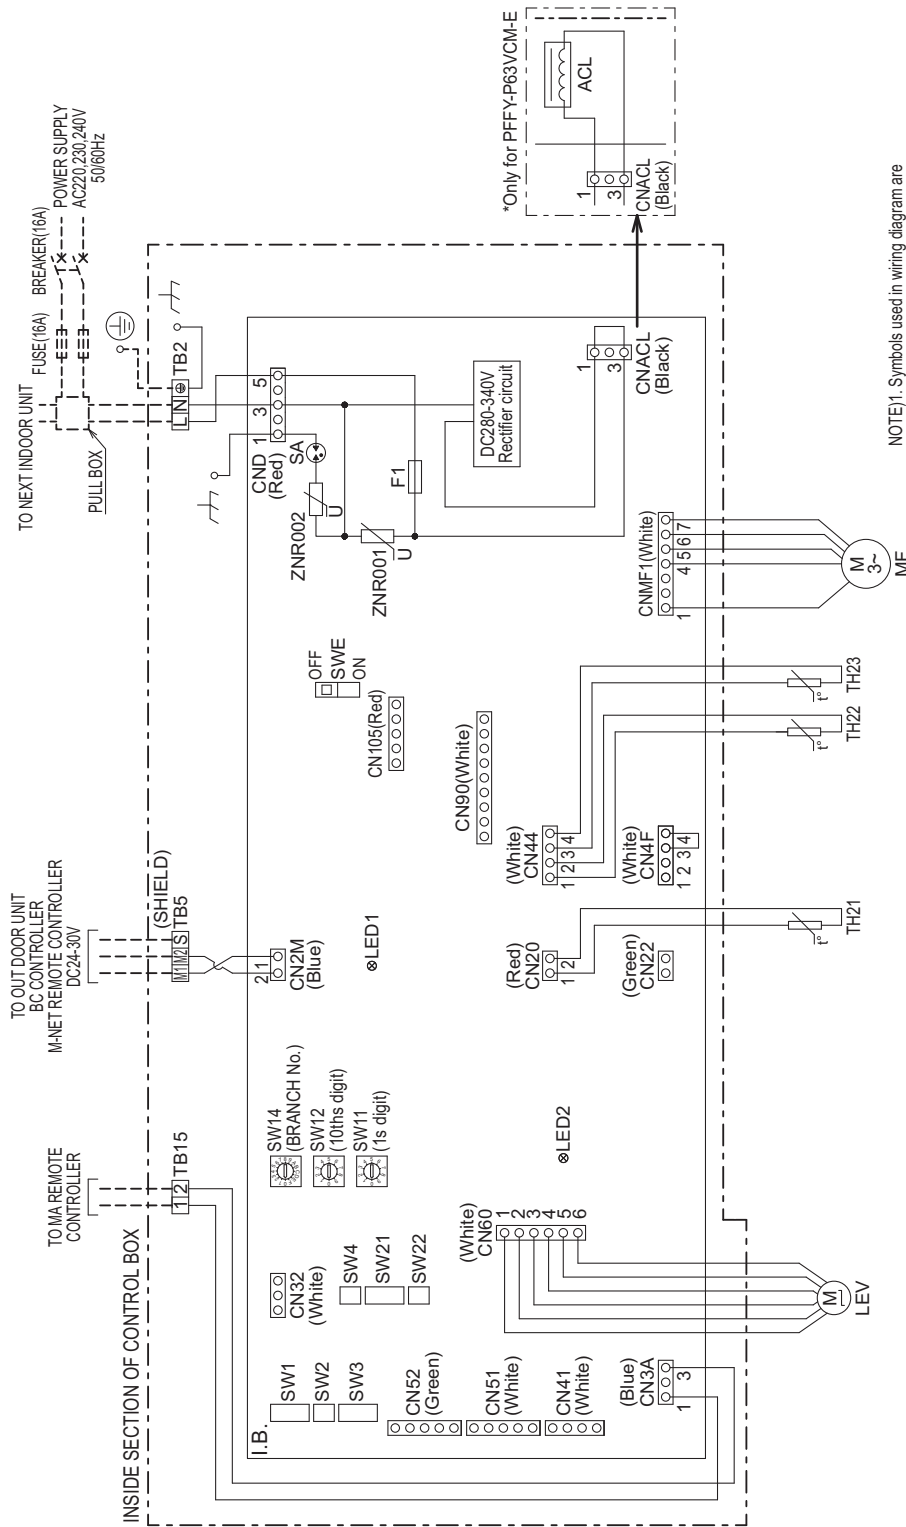 INSIDE SECTION OF CONTROL BOX
TO MA REMOTE
CONTROLLER
TO OUT DOOR UNIT
BC CONTROLLER
M-NET REMOTE CONTROLLER
DC24-30V
TO NEXT INDOOR UNIT
PULL BOX
FUSE(16A)
BREAKER(16A)
POWER SUPPLY
AC220,230,240V
50/60Hz
1 2 TB15
M1 M2 S TB5
(SHIELD)
L N TB2
I.B.
SW1
SW2
SW3
CN32
(White)
SW4
SW21
SW22
SW14
(BRANCH No.)
SW12
(10ths digit)
SW11
(1s digit)
2 1
CN2M
(Blue)
LED1
CN52
(Green)
CN51
(White)
CN41
(White)
(Blue)
CN3A
1 3
(White)
CN60
1
2
3
4
5
6
LED2
M
LEV
OFF
SWE
ON
CN105(Red)
CN90(White)
(Red)
CN20
1 2
(Green)
CN22
(White)
CN44
1 2 3 4
(White)
CN4F
1 2 3 4
t°
TH21
t°
TH22
t°
TH23
CND
(Red)
1 3 5
SA
ZNR002
U
ZNR001
U
F1
DC280-340V
Rectifier circuit
1
3
CNACL
(Black)
CNMF1(White)
1 4 5 6 7
M
3~
MF
*Only for PFFY-P63VCM-E
ACL
1
3
CNACL
(Black)
NOTE)1. Symbols used in wiring diagram are